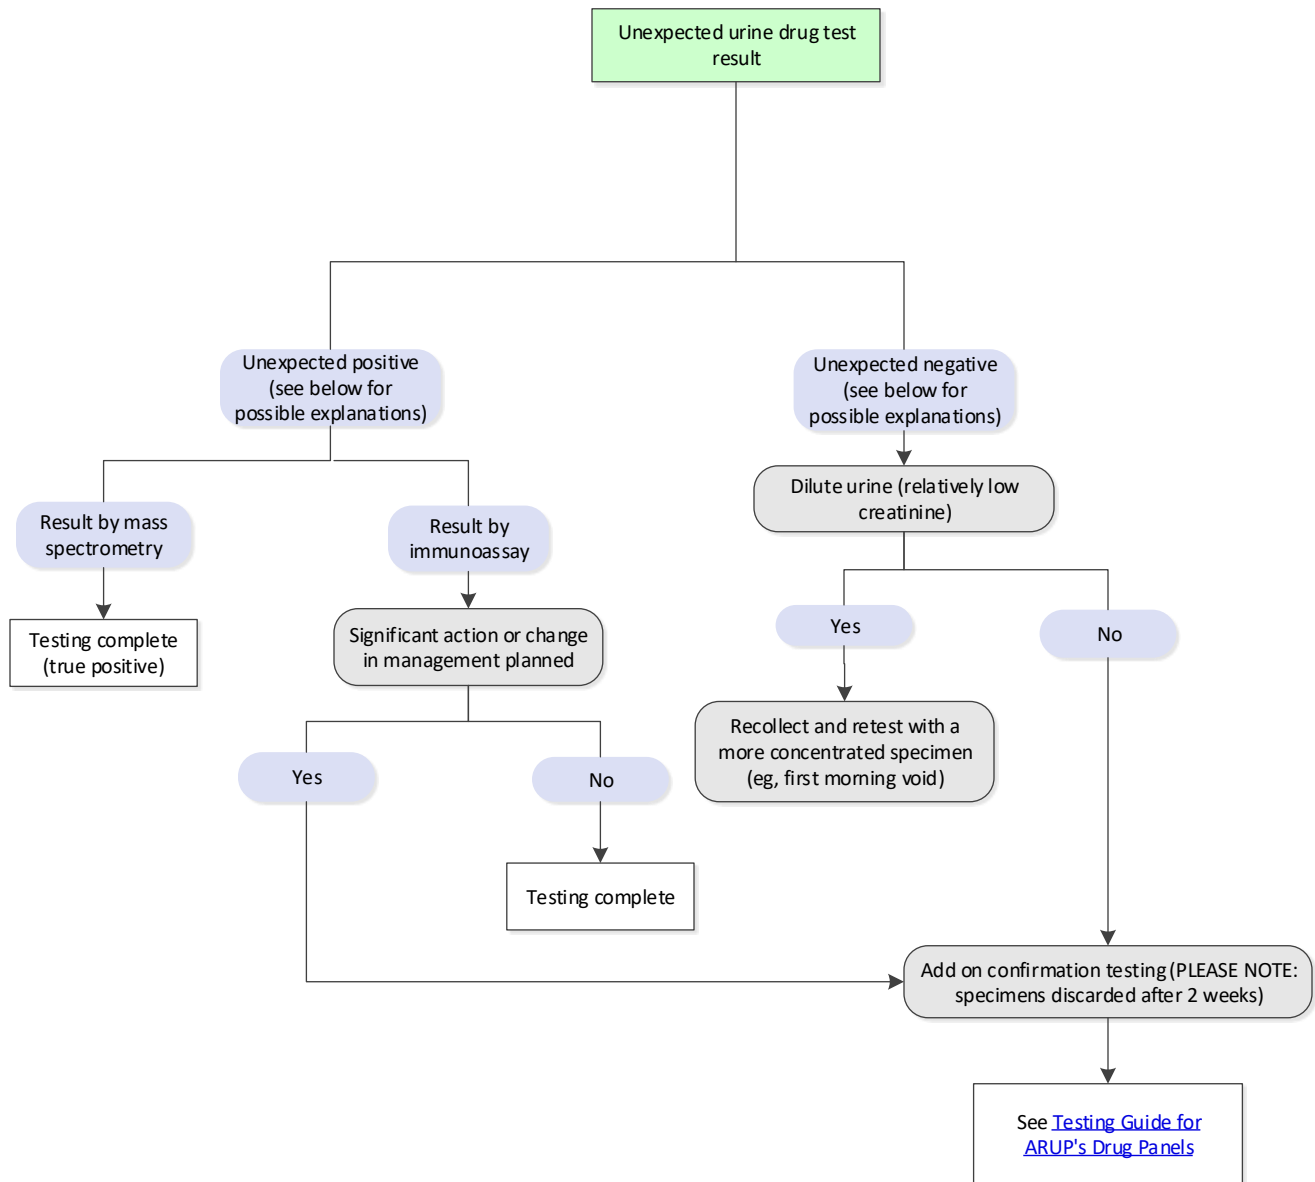 Unexpected urine drug test
result
Unexpected positive
(see below for
possible explanations)
Unexpected negative
(see below for
possible explanations)
Result by mass
spectrometry
Result by
immunoassay
Dilute urine (relatively low
creatinine)
Testing complete
(true positive)
Significant action or change
in management planned
Yes
No
Recollect and retest with a
more concentrated specimen
(eg, first morning void)
Yes
No
Testing complete
Add on confirmation testing (PLEASE NOTE:
specimens discarded after 2 weeks)
See Testing Guide for
ARUP's Drug Panels